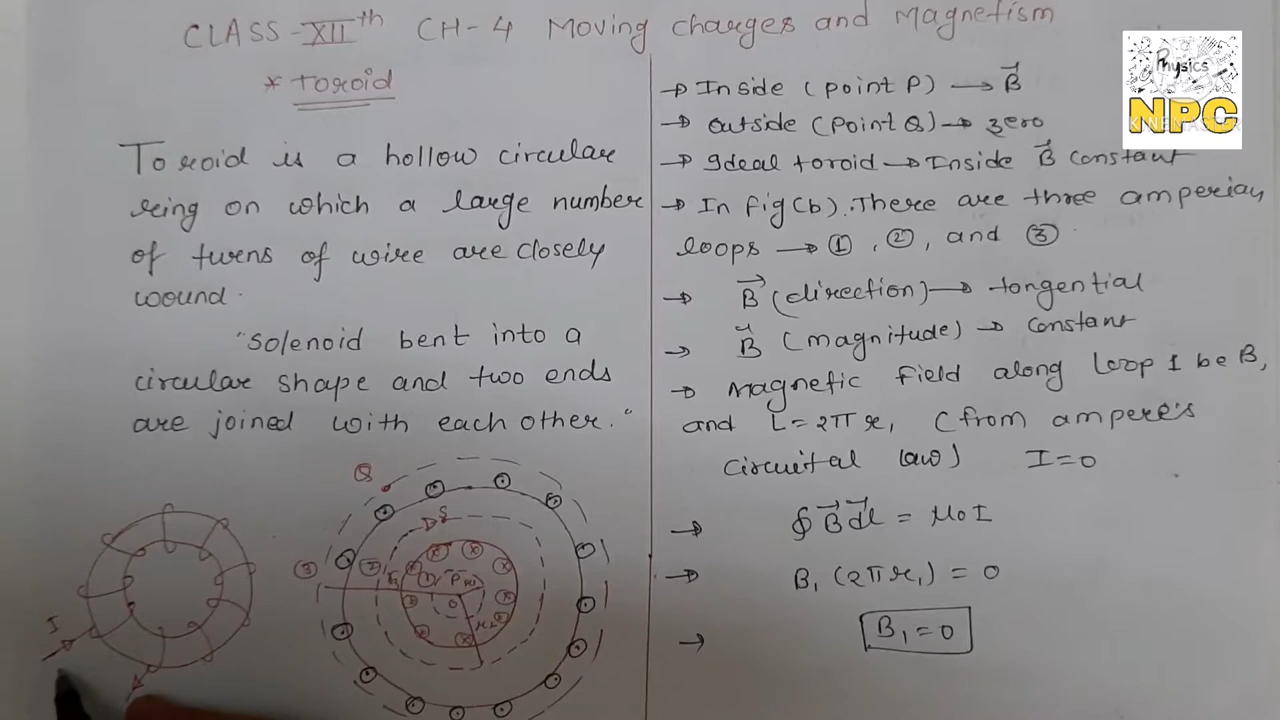 CLASS-XIIth CH-4 Moving charges and Magnetism
* Toroid
Toroid is a hollow circular
ring on which a large number
of turns of wire are closely
wound.
"Solenoid bent into a
circular shape and two ends
are joined with each other."
I
Q
S
3
2
1
P
O
→ Inside (point P) → B⃗
→ outside (Point Q) → zero
→ Ideal toroid → Inside B⃗ constant
→ In fig(b). There are three amperian
loops → ①, ②, and ③
→ B⃗ (direction) → tangential
→ B⃗ (magnitude) → constant
→ Magnetic field along loop 1 be B,
and L = 2πr, (from ampere's
circuital law) I = 0
→ ∮ B⃗ dl⃗ = μ₀I
→ B₁ (2πr₁) = 0
→ B₁ = 0
Physics
NPC